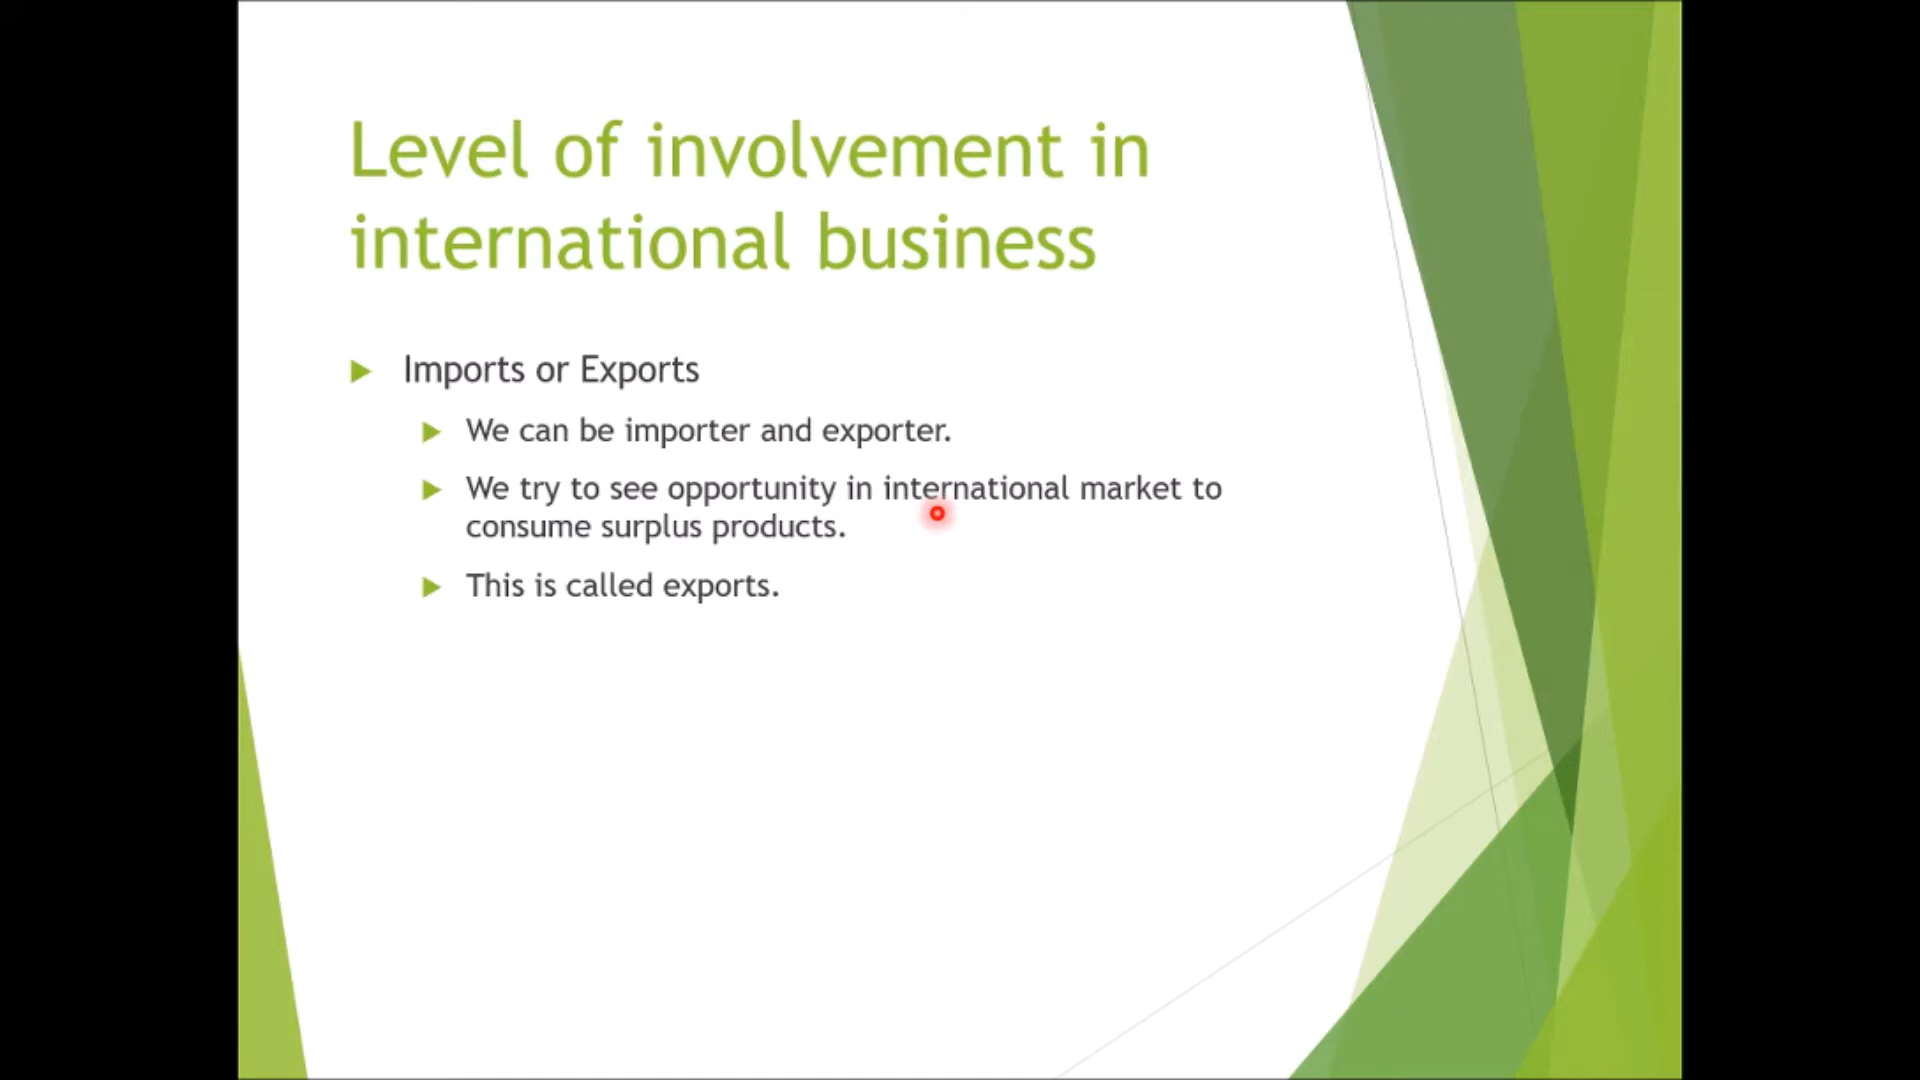 Level of involvement in
international business
Imports or Exports
We can be importer and exporter.
We try to see opportunity in international market to
consume surplus products.
This is called exports.